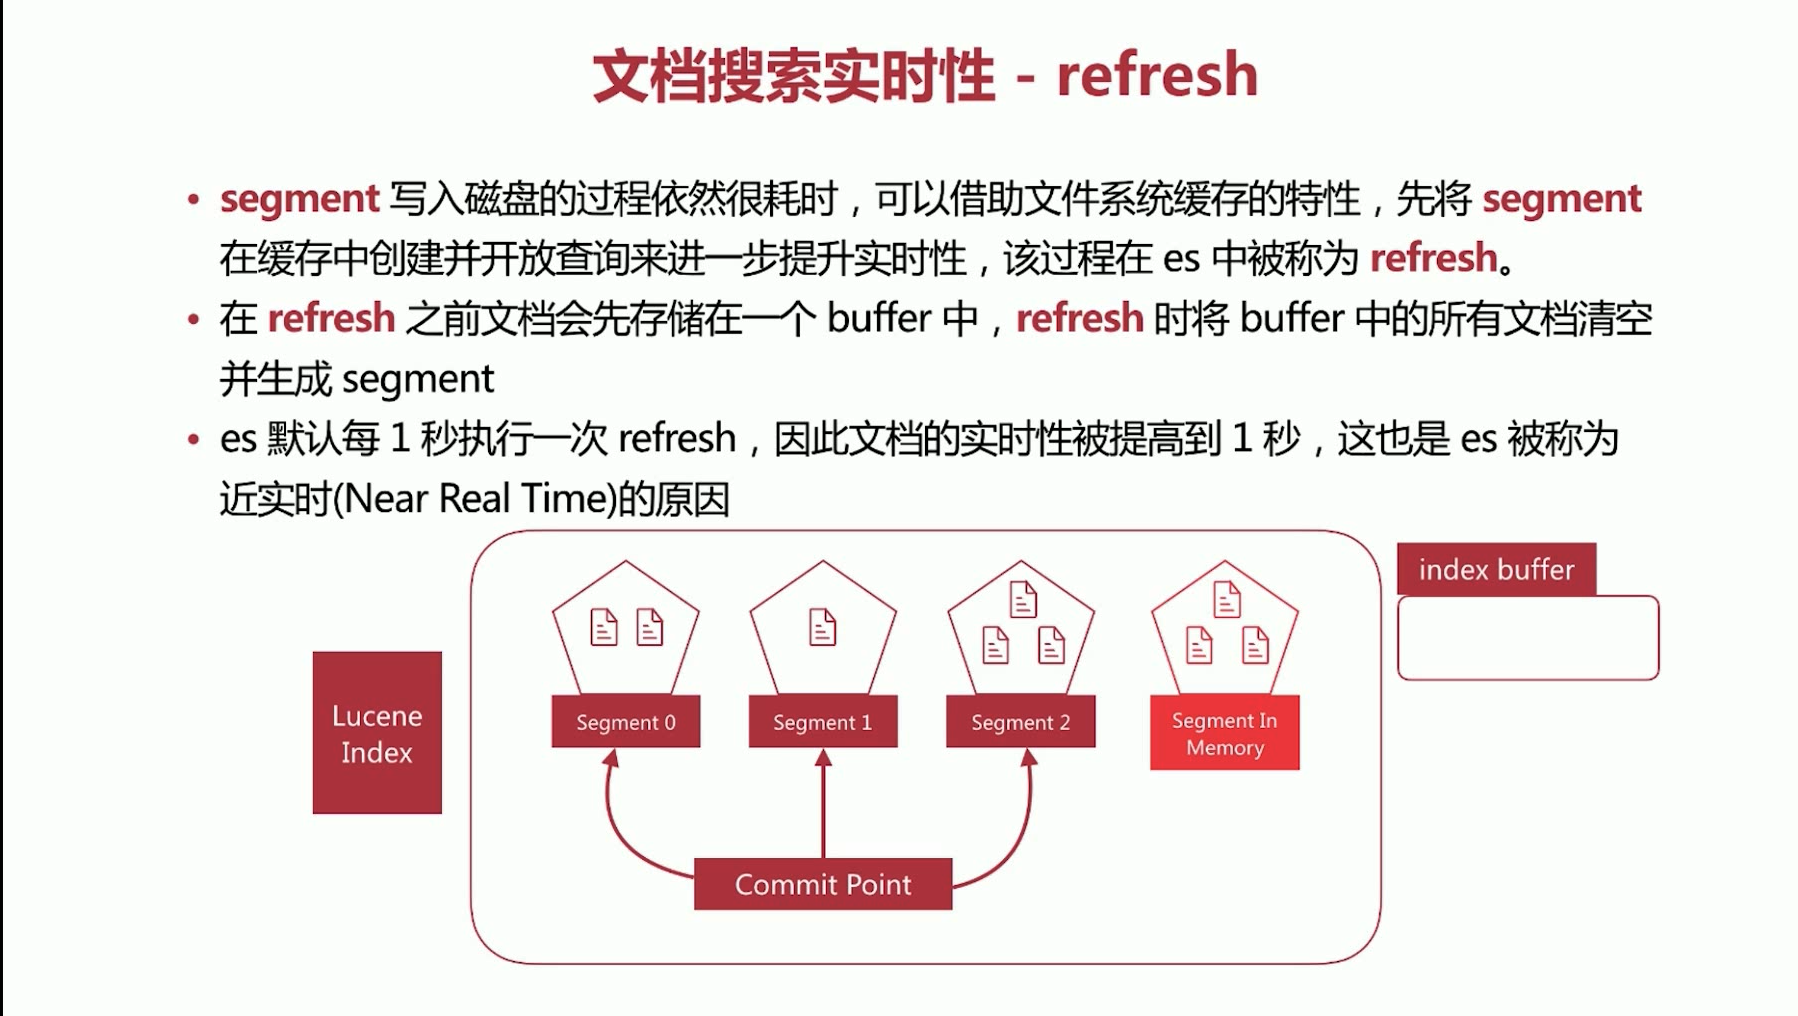 文档搜索实时性 - refresh
• segment 写入磁盘的过程依然很耗时，可以借助文件系统缓存的特性，先将 segment
在缓存中创建并开放查询来进一步提升实时性，该过程在 es 中被称为 refresh。
• 在 refresh 之前文档会先存储在一个 buffer 中，refresh 时将 buffer 中的所有文档清空
并生成 segment
• es 默认每 1 秒执行一次 refresh，因此文档的实时性被提高到 1 秒，这也是 es 被称为
近实时(Near Real Time)的原因
index buffer
Lucene
Index
Segment 0
Segment 1
Segment 2
Segment In
Memory
Commit Point